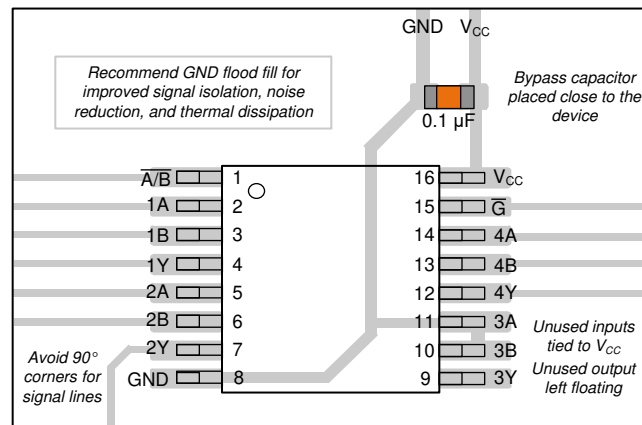 GND
V_CC
Recommend GND flood fill for
improved signal isolation, noise
reduction, and thermal dissipation
Bypass capacitor
placed close to the
device
0.1 µF
A̅/̅B̅ 1
1A 2
1B 3
1Y 4
2A 5
2B 6
2Y 7
GND 8
16 V_CC
15 G̅
14 4A
13 4B
12 4Y
11 3A
10 3B
9 3Y
Avoid 90°
corners for
signal lines
Unused inputs
tied to V_CC
Unused output
left floating